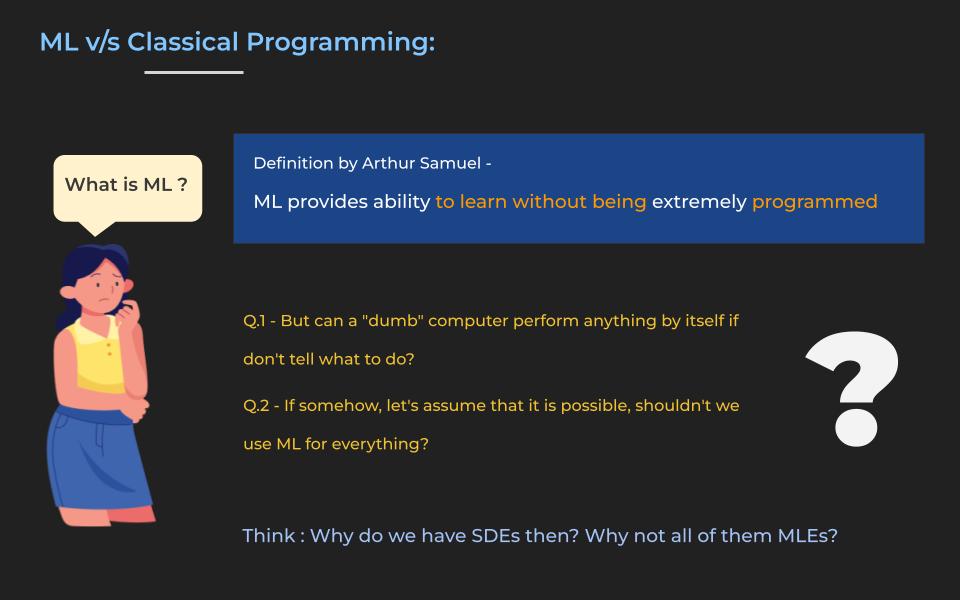 ML v/s Classical Programming:
What is ML ?
Definition by Arthur Samuel -
ML provides ability to learn without being extremely programmed
Q.1 - But can a "dumb" computer perform anything by itself if
don't tell what to do?
Q.2 - If somehow, let's assume that it is possible, shouldn't we
use ML for everything?
?
Think : Why do we have SDEs then? Why not all of them MLEs?